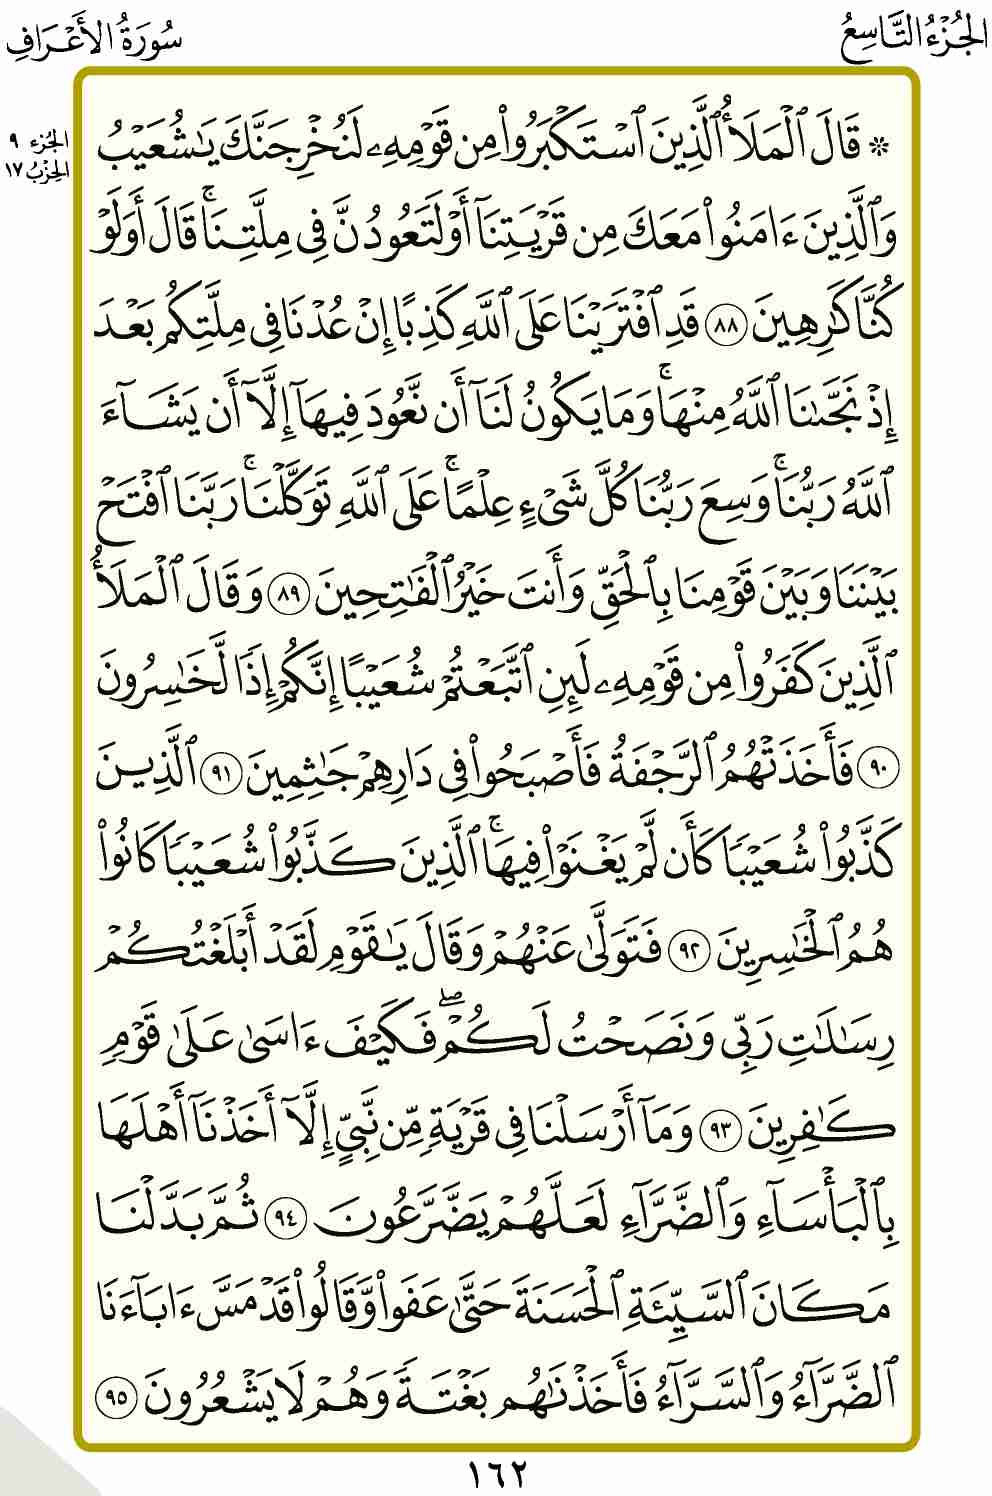 الجُزْءُ التَّاسِعُ
سُورَةُ الأَعْرَافِ
الجزء ٩
الحِزْبُ ١٧
۞ قَالَ ٱلْمَلَأُ ٱلَّذِينَ ٱسْتَكْبَرُوا۟ مِن قَوْمِهِۦ لَنُخْرِجَنَّكَ يَـٰشُعَيْبُ
وَٱلَّذِينَ ءَامَنُوا۟ مَعَكَ مِن قَرْيَتِنَآ أَوْ لَتَعُودُنَّ فِى مِلَّتِنَا ۚ قَالَ أَوَلَوْ
كُنَّا كَـٰرِهِينَ ٨٨ قَدِ ٱفْتَرَيْنَا عَلَى ٱللَّهِ كَذِبًا إِنْ عُدْنَا فِى مِلَّتِكُم بَعْدَ
إِذْ نَجَّىٰنَا ٱللَّهُ مِنْهَا ۚ وَمَا يَكُونُ لَنَآ أَن نَّعُودَ فِيهَآ إِلَّآ أَن يَشَآءَ
ٱللَّهُ رَبُّنَا ۚ وَسِعَ رَبُّنَا كُلَّ شَىْءٍ عِلْمًا ۚ عَلَى ٱللَّهِ تَوَكَّلْنَا ۚ رَبَّنَا ٱفْتَحْ
بَيْنَنَا وَبَيْنَ قَوْمِنَا بِٱلْحَقِّ وَأَنتَ خَيْرُ ٱلْفَـٰتِحِينَ ٨٩ وَقَالَ ٱلْمَلَأُ
ٱلَّذِينَ كَفَرُوا۟ مِن قَوْمِهِۦ لَئِنِ ٱتَّبَعْتُمْ شُعَيْبًا إِنَّكُمْ إِذًا لَّخَـٰسِرُونَ
٩٠ فَأَخَذَتْهُمُ ٱلرَّجْفَةُ فَأَصْبَحُوا۟ فِى دَارِهِمْ جَـٰثِمِينَ ٩١ ٱلَّذِينَ
كَذَّبُوا۟ شُعَيْبًا كَأَن لَّمْ يَغْنَوْا۟ فِيهَا ۚ ٱلَّذِينَ كَذَّبُوا۟ شُعَيْبًا كَانُوا۟
هُمُ ٱلْخَـٰسِرِينَ ٩٢ فَتَوَلَّىٰ عَنْهُمْ وَقَالَ يَـٰقَوْمِ لَقَدْ أَبْلَغْتُكُمْ
رِسَـٰلَـٰتِ رَبِّى وَنَصَحْتُ لَكُمْ ۖ فَكَيْفَ ءَاسَىٰ عَلَىٰ قَوْمٍ
كَـٰفِرِينَ ٩٣ وَمَآ أَرْسَلْنَا فِى قَرْيَةٍ مِّن نَّبِىٍّ إِلَّآ أَخَذْنَآ أَهْلَهَا
بِٱلْبَأْسَآءِ وَٱلضَّرَّآءِ لَعَلَّهُمْ يَضَّرَّعُونَ ٩٤ ثُمَّ بَدَّلْنَا
مَكَانَ ٱلسَّيِّئَةِ ٱلْحَسَنَةَ حَتَّىٰ عَفَوا۟ وَّقَالُوا۟ قَدْ مَسَّ ءَابَآءَنَا
ٱلضَّرَّآءُ وَٱلسَّرَّآءُ فَأَخَذْنَـٰهُم بَغْتَةً وَهُمْ لَا يَشْعُرُونَ ٩٥
١٦٢